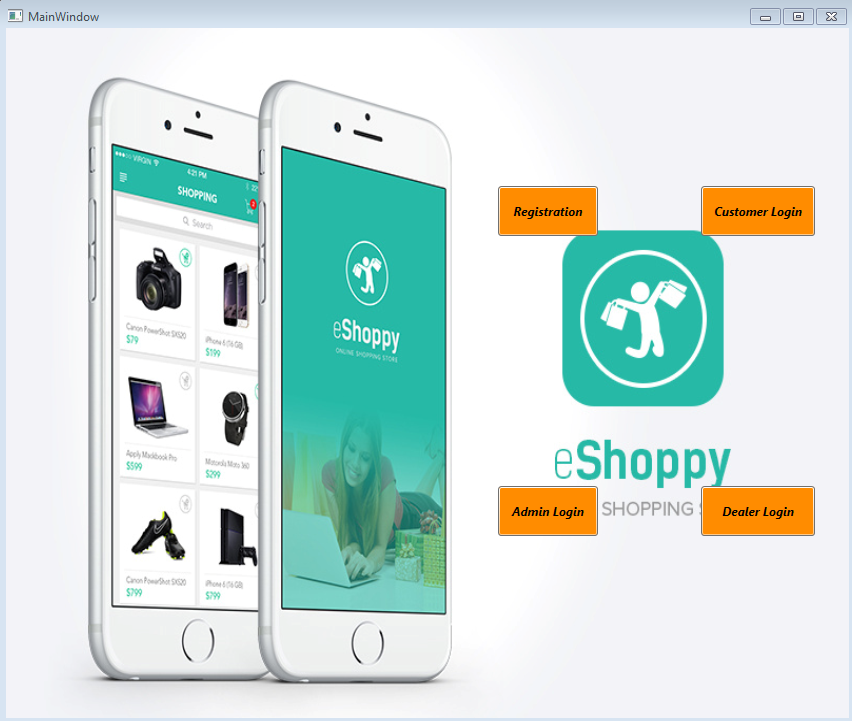 MainWindow
VIRGIN
4:21 PM
SHOPPING
Search
Canon PowerShot SX520
$79
iPhone 6 (16 GB)
$199
Apply Mackbook Pro
$599
Motorola Moto 360
$299
Canon PowerShot SX520
$799
iPhone 6 (16 GB)
$799
eShoppy
ONLINE SHOPPING STORE
Registration
Customer Login
eShoppy
SHOPPING S
Admin Login
Dealer Login